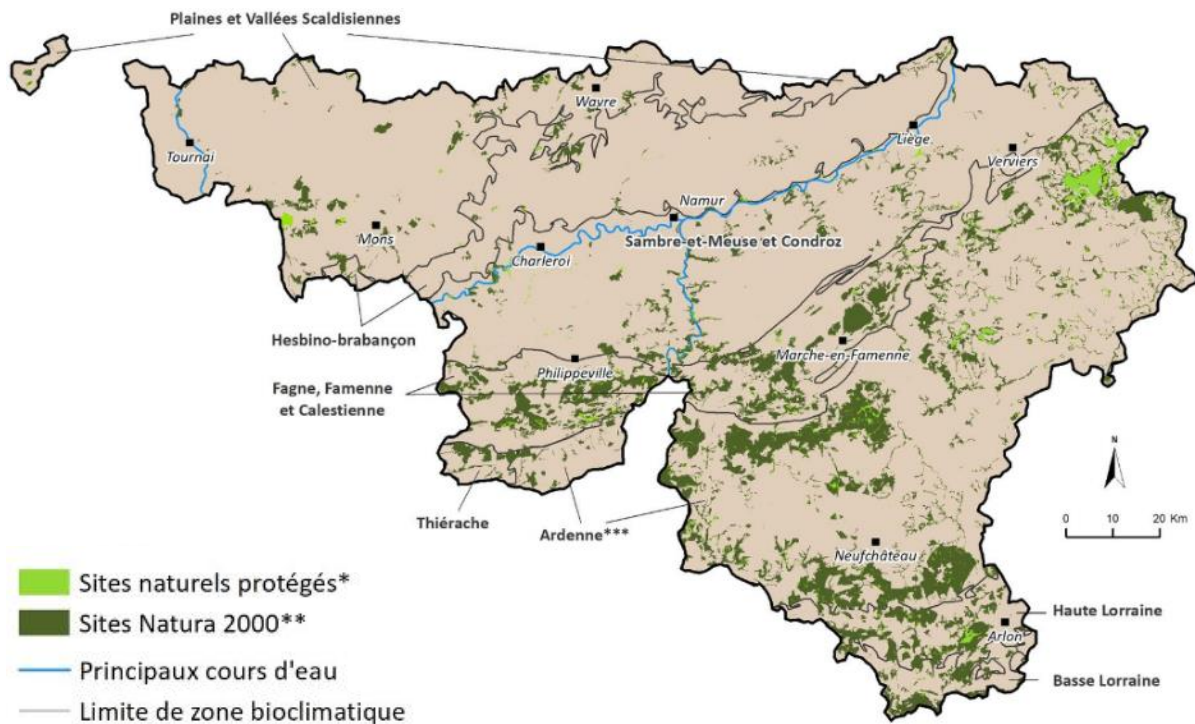 Plaines et Vallées Scaldisiennes
Wavre
Liège
Tournai
Verviers
Namur
Mons
Sambre-et-Meuse et Condroz
Charleroi
Hesbino-brabançon
Marche-en-Famenne
Philippeville
Fagne, Famenne
et Calestienne
N
Thiérache
0 20 Km
Ardenne***
Neufchâteau
Sites naturels protégés*
Sites Natura 2000**
Haute Lorraine
Arlon
Principaux cours d'eau
Basse Lorraine
Limite de zone bioclimatique